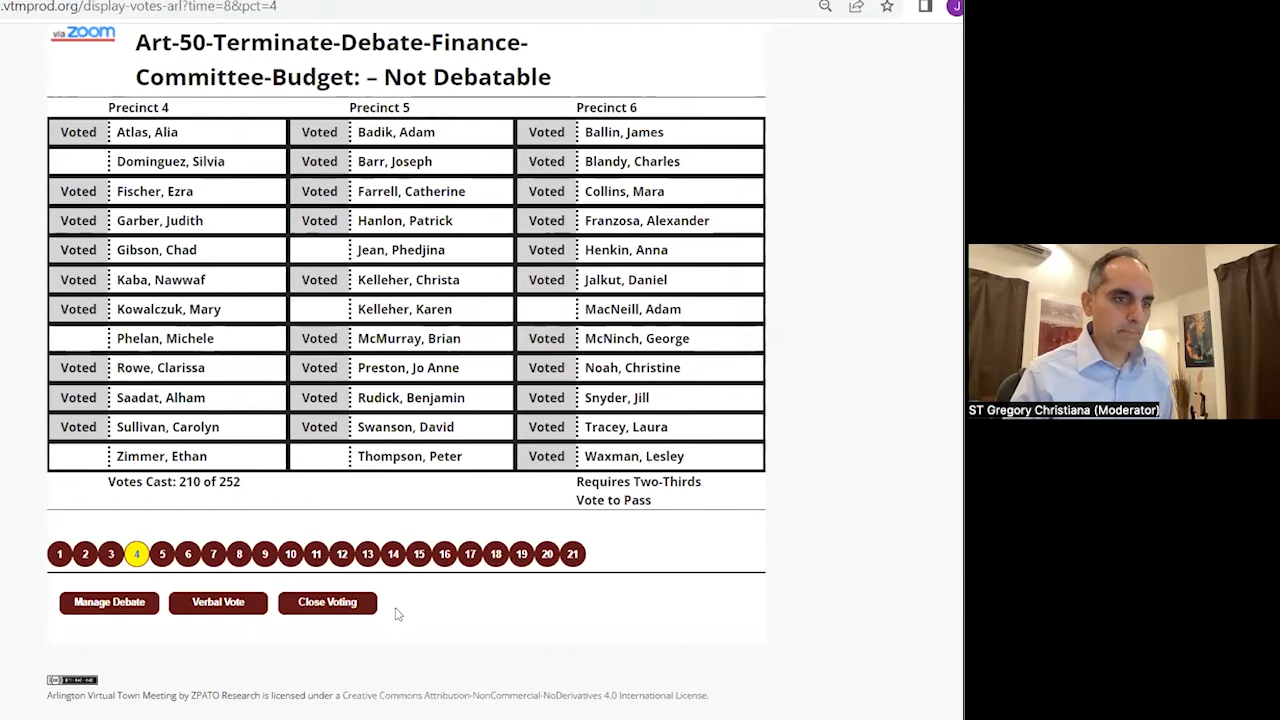 .vtmprod.org/display-votes-arl?time=8&pct=4
J
via zoom
Art-50-Terminate-Debate-Finance-
Committee-Budget: – Not Debatable
Precinct 4 Precinct 5 Precinct 6
Voted Atlas, Alia Voted Badik, Adam Voted Ballin, James
Dominguez, Silvia Voted Barr, Joseph Voted Blandy, Charles
Voted Fischer, Ezra Voted Farrell, Catherine Voted Collins, Mara
Voted Garber, Judith Voted Hanlon, Patrick Voted Franzosa, Alexander
Voted Gibson, Chad Jean, Phedjina Voted Henkin, Anna
Voted Kaba, Nawwaf Voted Kelleher, Christa Voted Jalkut, Daniel
Voted Kowalczuk, Mary Kelleher, Karen MacNeill, Adam
Phelan, Michele Voted McMurray, Brian Voted McNinch, George
Voted Rowe, Clarissa Voted Preston, Jo Anne Voted Noah, Christine
Voted Saadat, Alham Voted Rudick, Benjamin Voted Snyder, Jill
Voted Sullivan, Carolyn Voted Swanson, David Voted Tracey, Laura
Zimmer, Ethan Thompson, Peter Voted Waxman, Lesley
Votes Cast: 210 of 252 Requires Two-Thirds
Vote to Pass
1 2 3 4 5 6 7 8 9 10 11 12 13 14 15 16 17 18 19 20 21
Manage Debate Verbal Vote Close Voting
Arlington Virtual Town Meeting by ZPATO Research is licensed under a Creative Commons Attribution-NonCommercial-NoDerivatives 4.0 International License.
ST Gregory Christiana (Moderator)